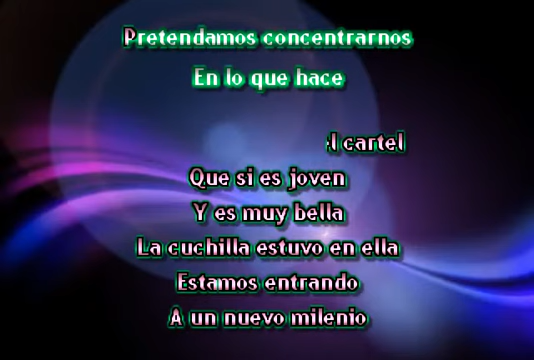 Pretendamos concentrarnos
En lo que hace
l cartel
Que si es joven
Y es muy bella
La cuchilla estuvo en ella
Estamos entrando
A un nuevo milenio